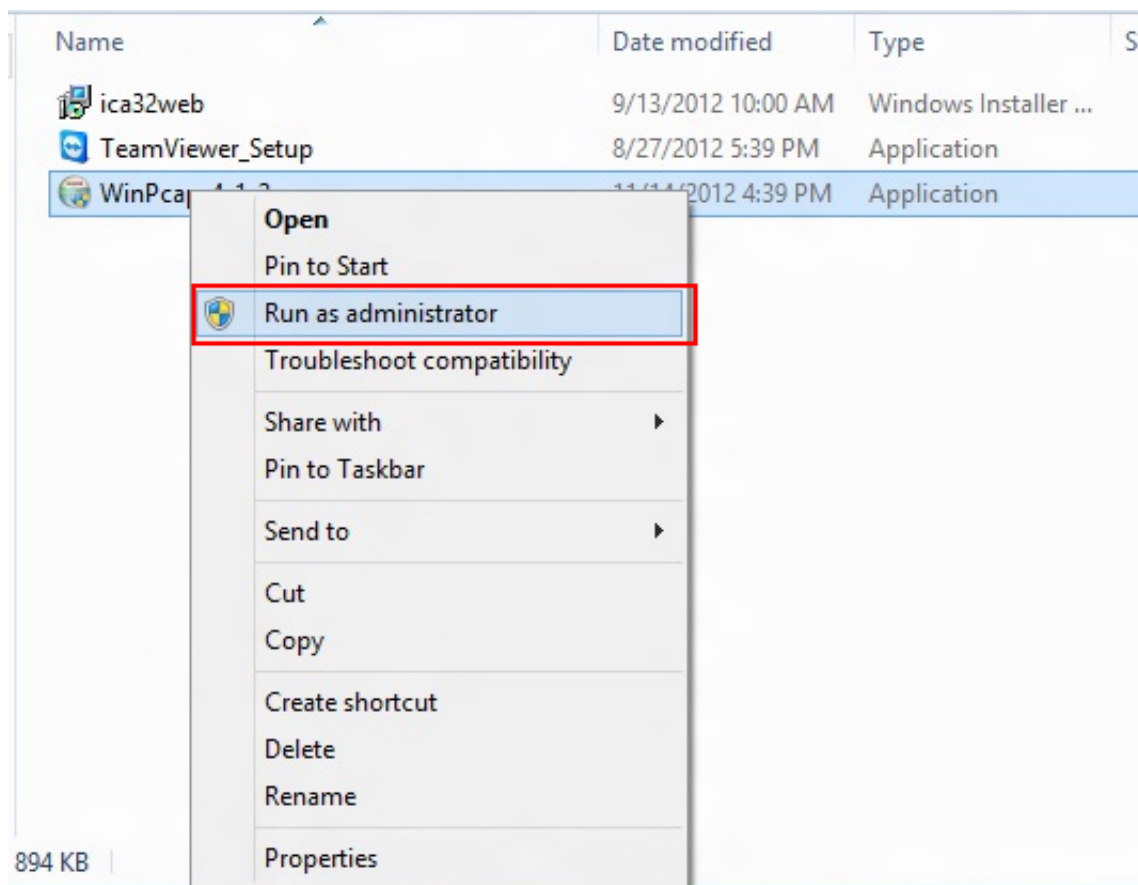 Name Date modified Type S
ica32web 9/13/2012 10:00 AM Windows Installer ...
TeamViewer_Setup 8/27/2012 5:39 PM Application
WinPcap 2012 4:39 PM Application
Open
Pin to Start
Run as administrator
Troubleshoot compatibility
Share with
Pin to Taskbar
Send to
Cut
Copy
Create shortcut
Delete
Rename
Properties
894 KB